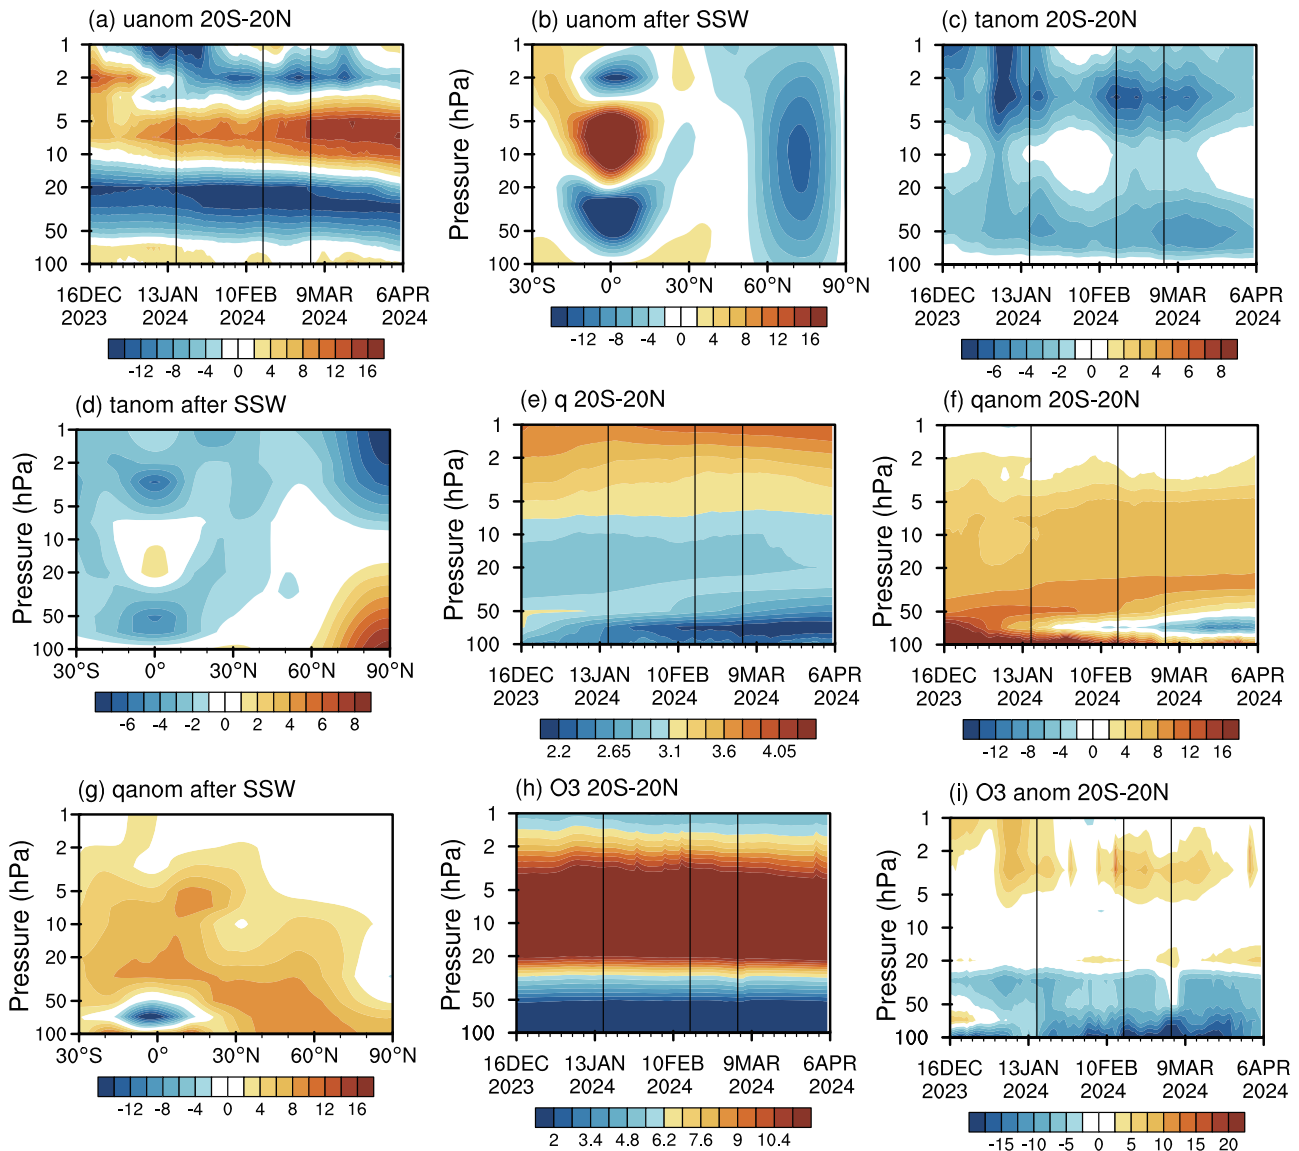 (a) uanom 20S-20N
1
2
5
10
20
50
100
16DEC 13JAN 10FEB 9MAR 6APR
2023 2024 2024 2024 2024
-12 -8 -4 0 4 8 12 16
(b) uanom after SSW
Pressure (hPa)
1
2
5
10
20
50
100
30°S 0° 30°N 60°N 90°N
-12 -8 -4 0 4 8 12 16
(c) tanom 20S-20N
Pressure (hPa)
1
2
5
10
20
50
100
16DEC 13JAN 10FEB 9MAR 6APR
2023 2024 2024 2024 2024
-6 -4 -2 0 2 4 6 8
(d) tanom after SSW
Pressure (hPa)
1
2
5
10
20
50
100
30°S 0° 30°N 60°N 90°N
-6 -4 -2 0 2 4 6 8
(e) q 20S-20N
Pressure (hPa)
1
2
5
10
20
50
100
16DEC 13JAN 10FEB 9MAR 6APR
2023 2024 2024 2024 2024
2.2 2.65 3.1 3.6 4.05
(f) qanom 20S-20N
Pressure (hPa)
1
2
5
10
20
50
100
16DEC 13JAN 10FEB 9MAR 6APR
2023 2024 2024 2024 2024
-12 -8 -4 0 4 8 12 16
(g) qanom after SSW
Pressure (hPa)
1
2
5
10
20
50
100
30°S 0° 30°N 60°N 90°N
-12 -8 -4 0 4 8 12 16
(h) O3 20S-20N
Pressure (hPa)
1
2
5
10
20
50
100
16DEC 13JAN 10FEB 9MAR 6APR
2023 2024 2024 2024 2024
2 3.4 4.8 6.2 7.6 9 10.4
(i) O3 anom 20S-20N
Pressure (hPa)
1
2
5
10
20
50
100
16DEC 13JAN 10FEB 9MAR 6APR
2023 2024 2024 2024 2024
-15 -10 -5 0 5 10 15 20